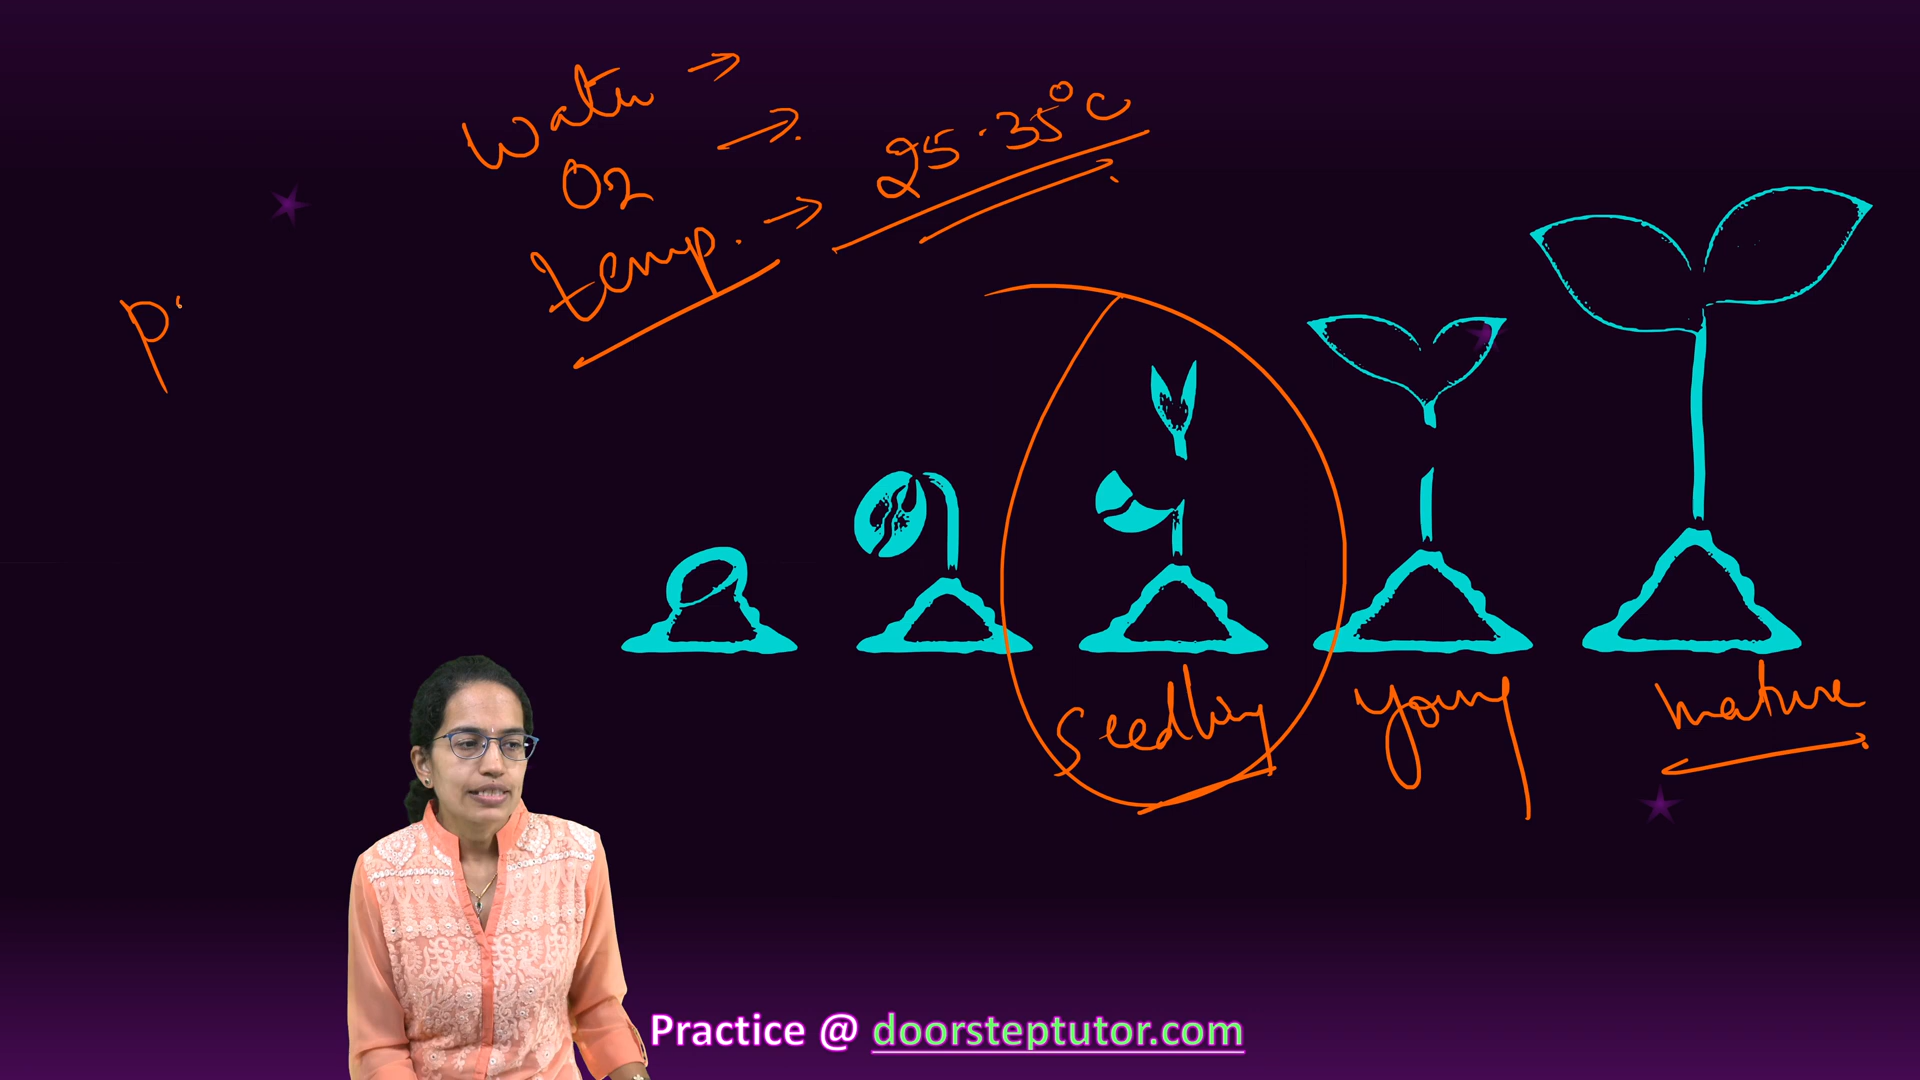 Water →
O2 →
temp. → 25-35°C
p
seedling
young
mature
Practice @ doorsteptutor.com